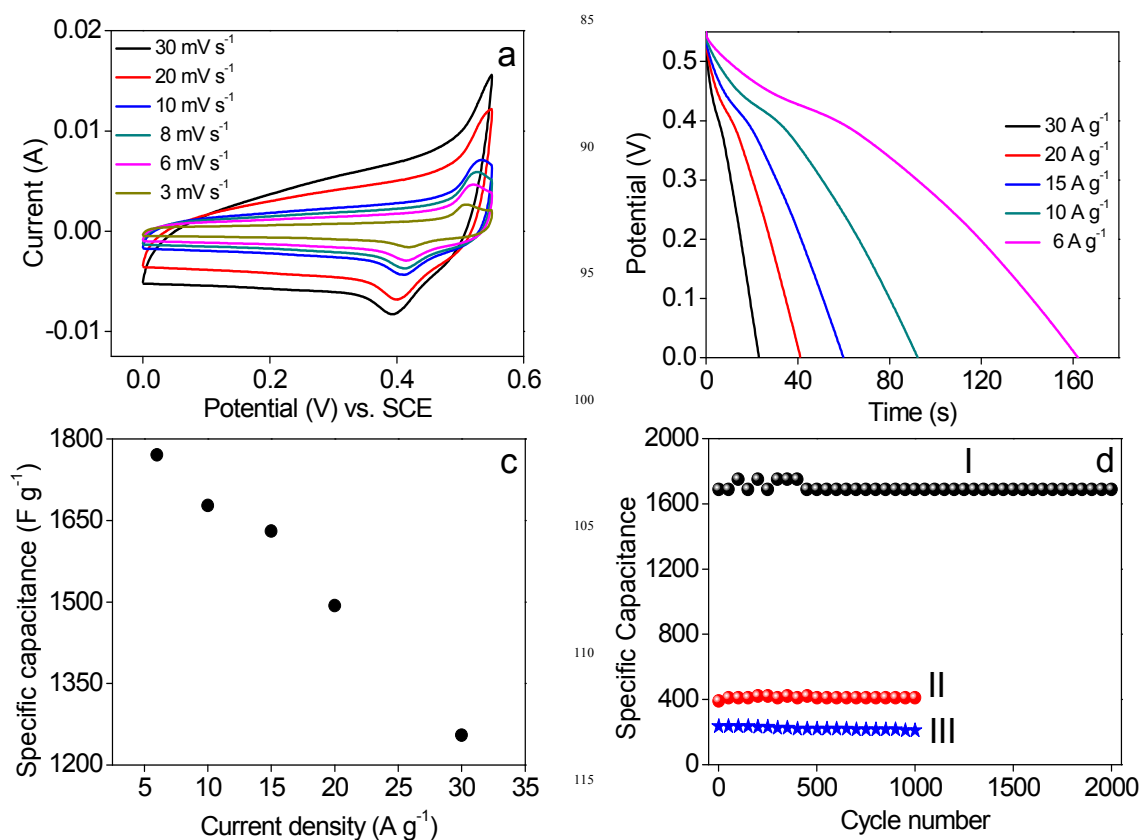 0.02
0.01
0.00
-0.01
Current (A)
30 mV s⁻¹
20 mV s⁻¹
10 mV s⁻¹
8 mV s⁻¹
6 mV s⁻¹
3 mV s⁻¹
a
0.0 0.2 0.4 0.6
Potential (V) vs. SCE
85
90
95
100
105
110
115
0.5
0.4
0.3
0.2
0.1
0.0
Potential (V)
30 A g⁻¹
20 A g⁻¹
15 A g⁻¹
10 A g⁻¹
6 A g⁻¹
0 40 80 120 160
Time (s)
1800
1650
1500
1350
1200
Specific capacitance (F g⁻¹)
c
5 10 15 20 25 30 35
Current density (A g⁻¹)
2000
1600
1200
800
400
0
Specific Capacitance
I
d
II
III
0 500 1000 1500 2000
Cycle number